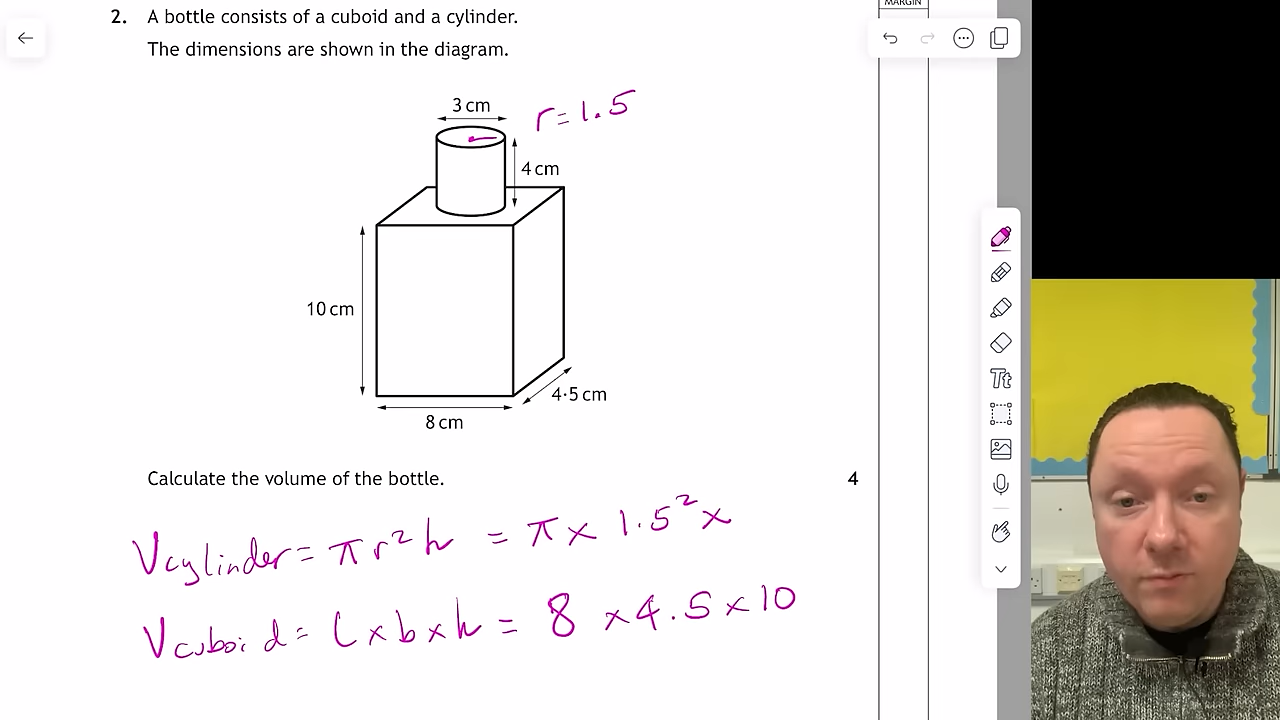 MARGIN
2. A bottle consists of a cuboid and a cylinder.
The dimensions are shown in the diagram.
3 cm
r = 1.5
4 cm
10 cm
4·5 cm
8 cm
Calculate the volume of the bottle. 4
Vcylinder = πr²h = π × 1.5² ×
Vcuboid = l × b × h = 8 × 4.5 × 10
Tt